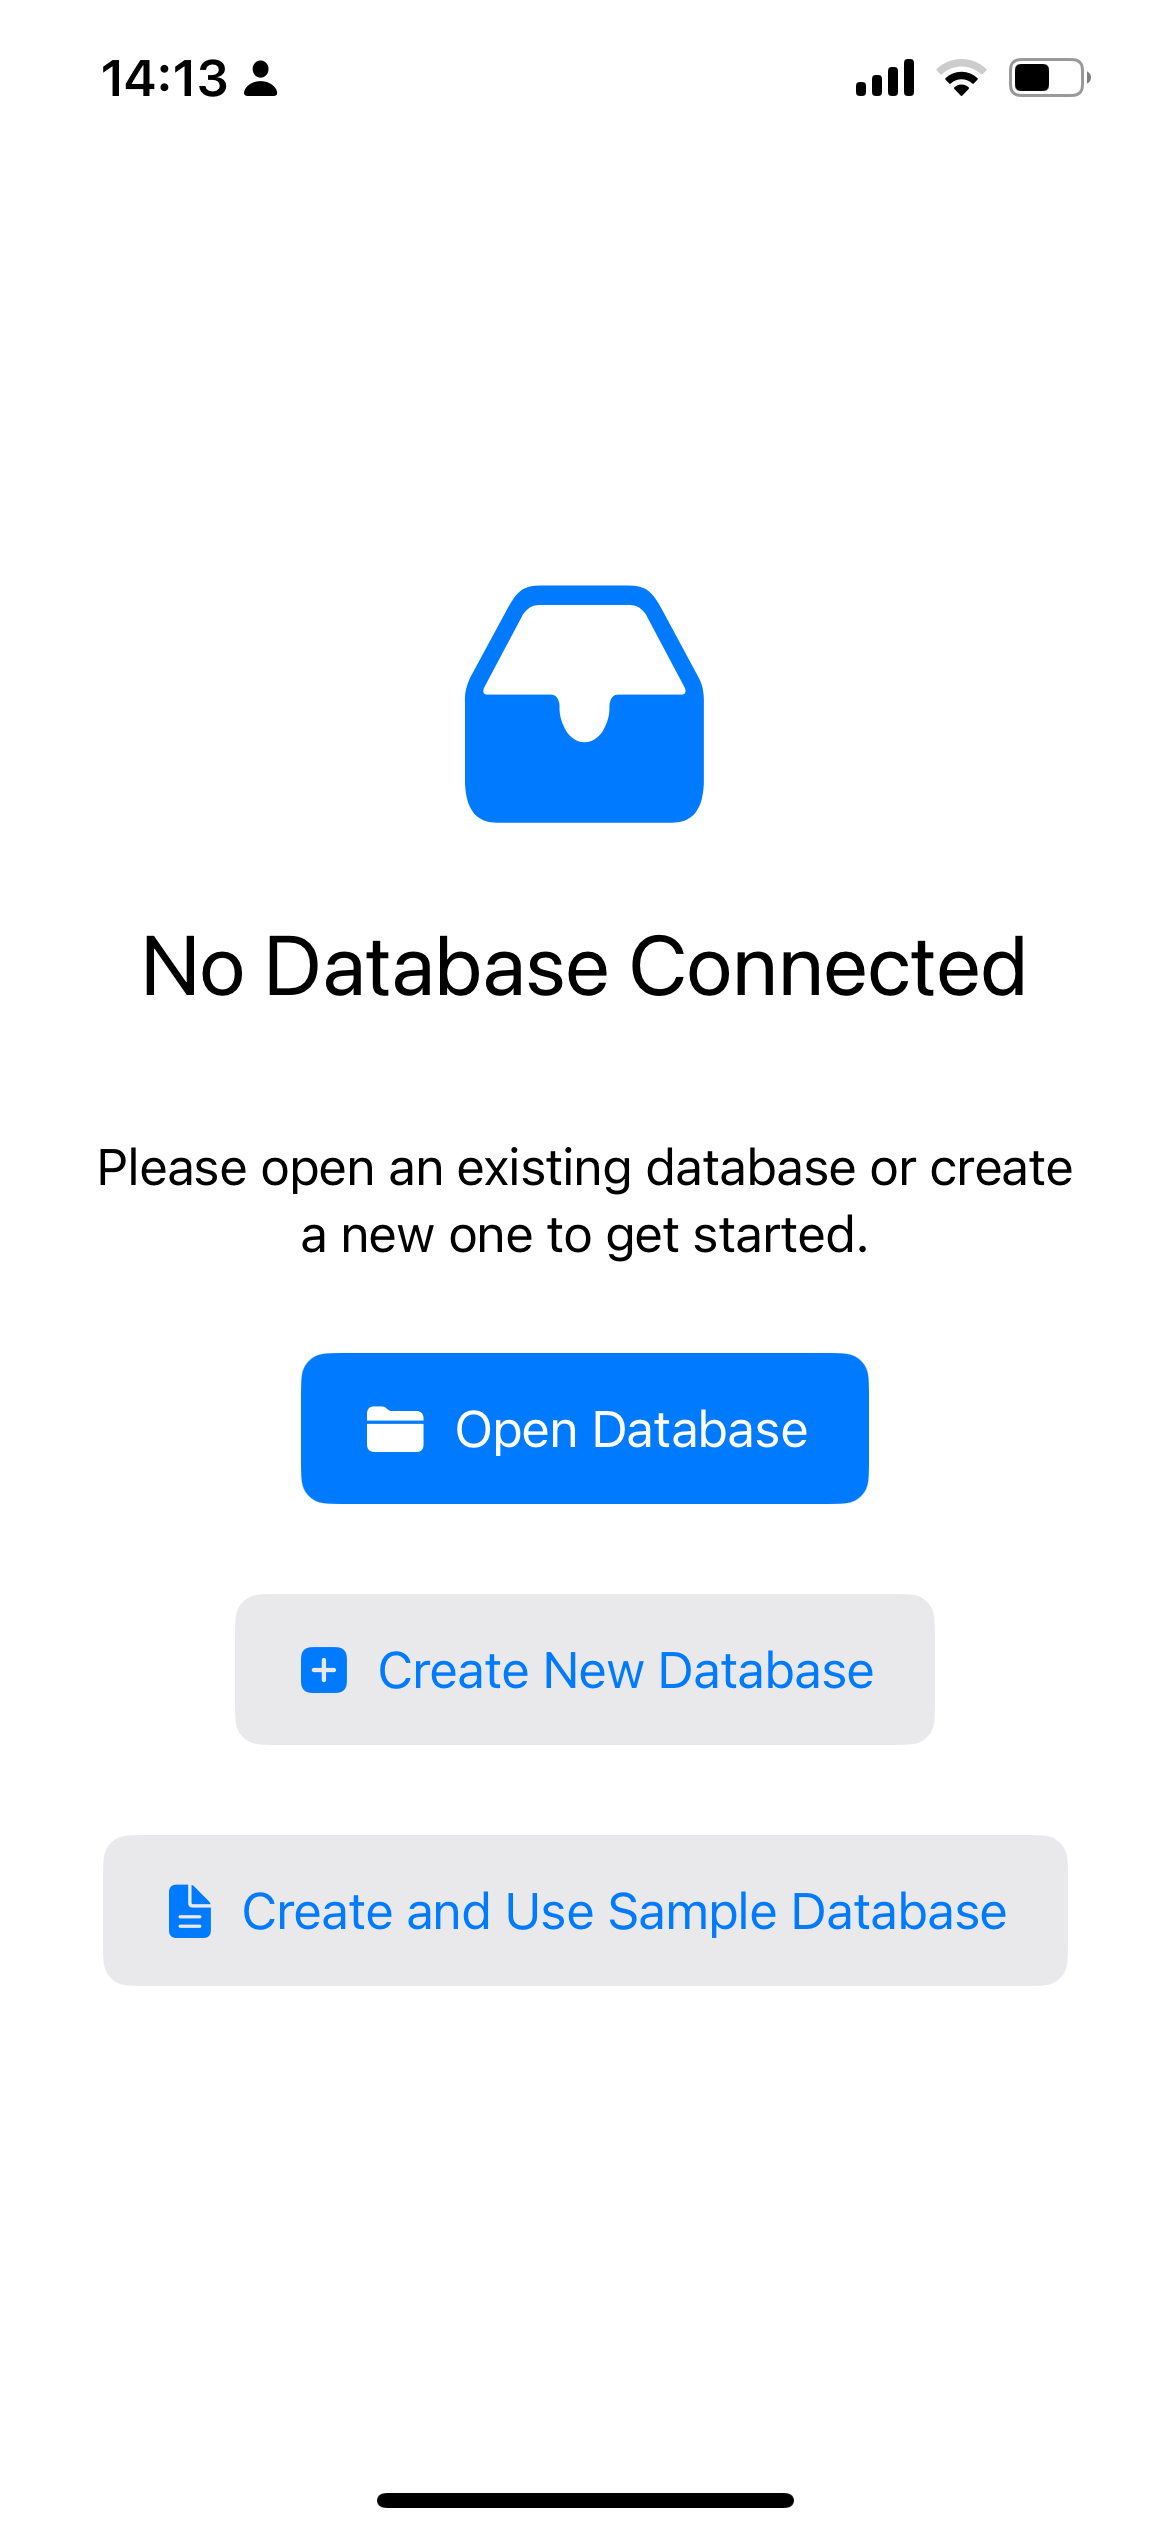 14:13
No Database Connected
Please open an existing database or create
a new one to get started.
Open Database
Create New Database
Create and Use Sample Database